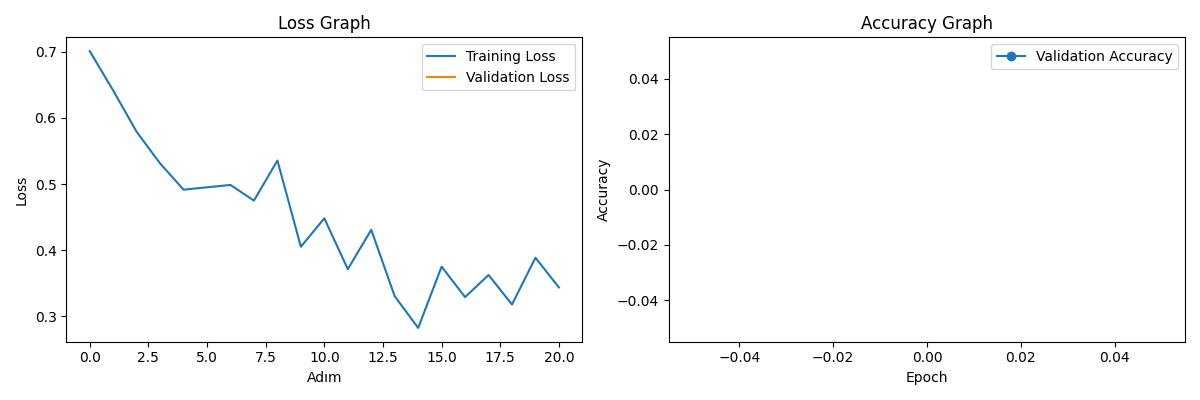 Loss Graph
Training Loss
Validation Loss
0.7
0.6
0.5
0.4
0.3
Loss
0.0 2.5 5.0 7.5 10.0 12.5 15.0 17.5 20.0
Adım
Accuracy Graph
Validation Accuracy
0.04
0.02
0.00
−0.02
−0.04
Accuracy
−0.04 −0.02 0.00 0.02 0.04
Epoch